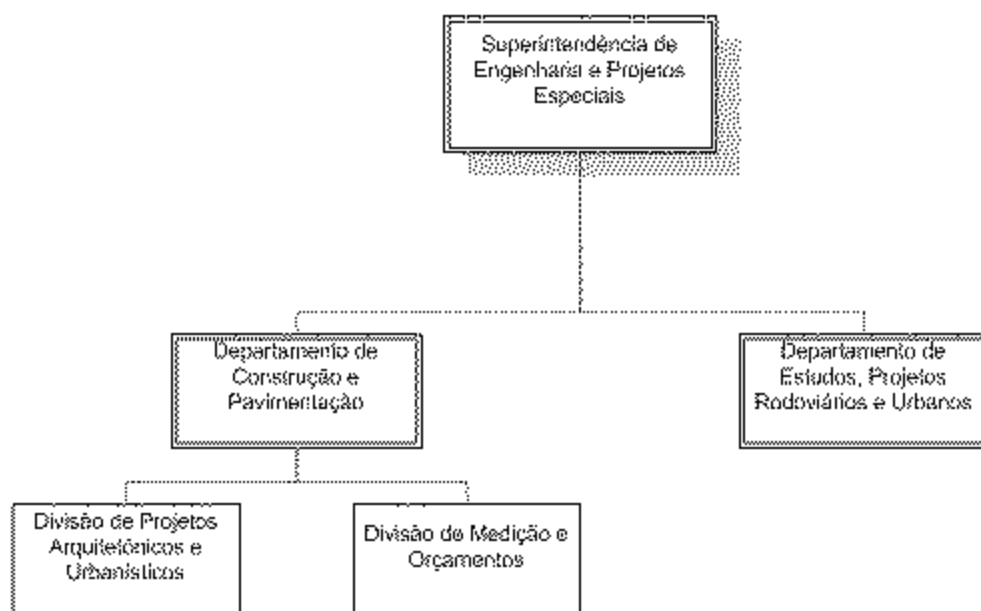 Superintendência de
Engenharia e Projetos
Especiais
Departamento de
Construção e
Pavimentação
Departamento de
Estudos, Projetos
Rodoviários e Urbanos
Divisão de Projetos
Arquitetônicos e
Urbanísticos
Divisão de Medição e
Orçamentos